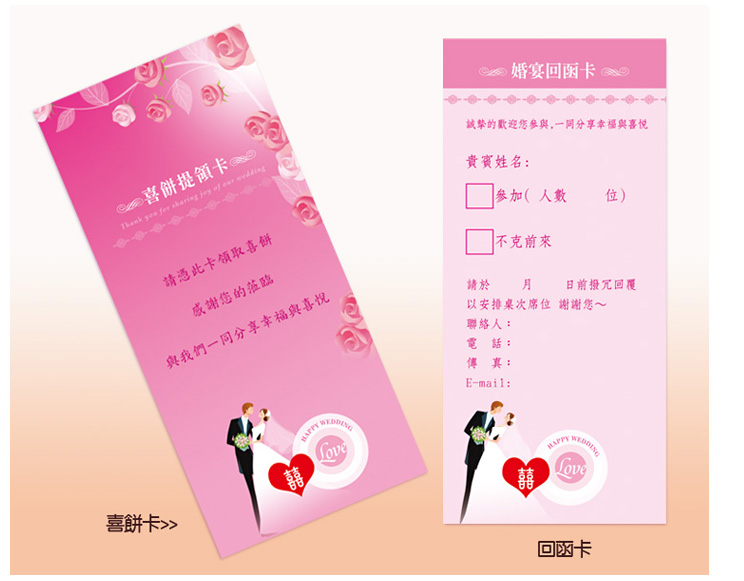 喜餅提領卡
Thank you for sharing joy of our wedding
請憑此卡領取喜餅
感謝您的蒞臨
與我們一同分享幸福與喜悅
HAPPY WEDDING
Love
囍
喜餅卡>>
婚宴回函卡
誠摯的歡迎您參與,一同分享幸福與喜悅
貴賓姓名:
參加( 人數 位)
不克前來
請於 月 日前撥冗回覆
以安排桌次席位 謝謝您～
聯絡人：
電 話：
傳 真：
E-mail:
HAPPY WEDDING
Love
囍
回函卡